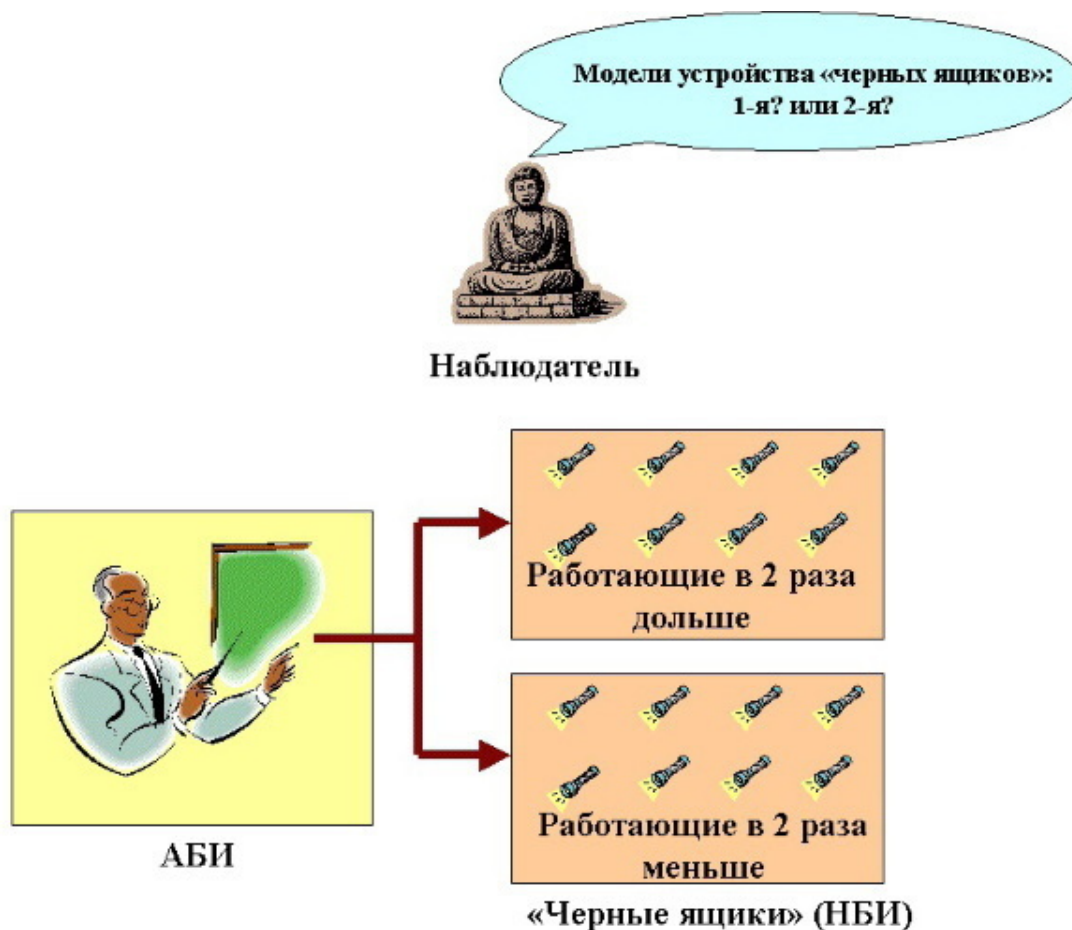 Модели устройства «черных ящиков»:
1-я? или 2-я?
Наблюдатель
Работающие в 2 раза
дольше
АБИ
Работающие в 2 раза
меньше
«Черные ящики» (НБИ)